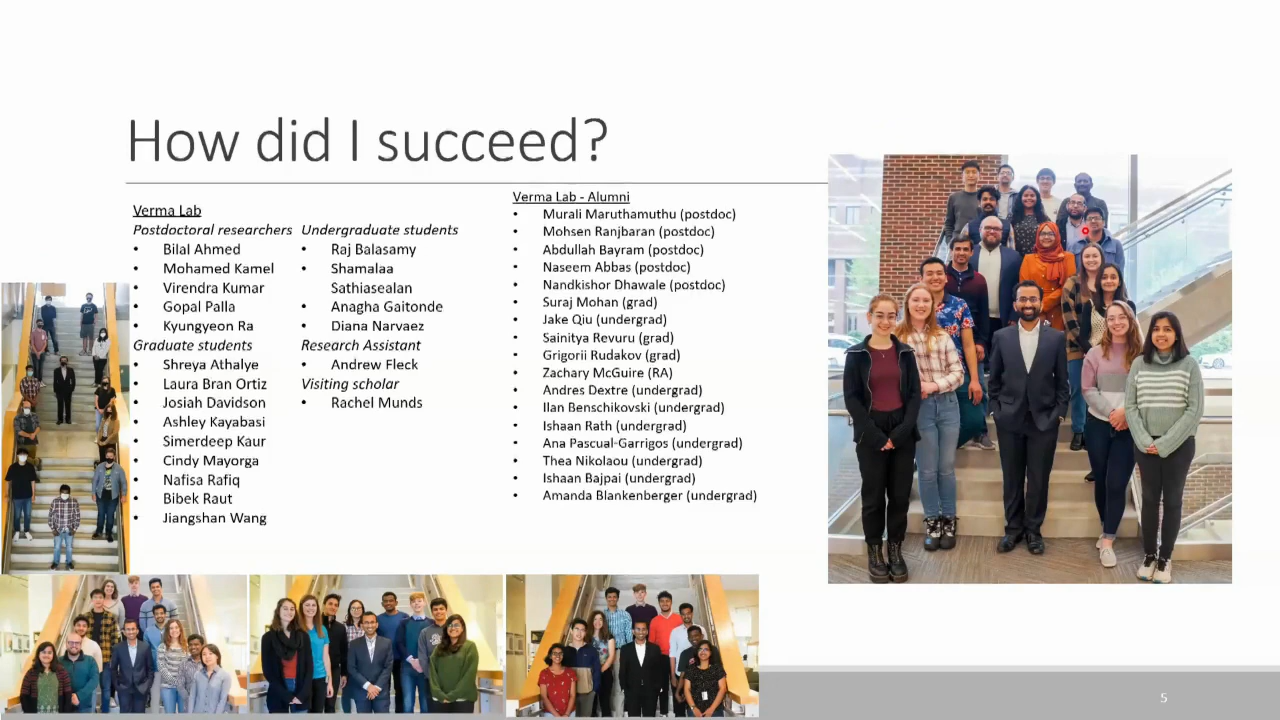 How did I succeed?
Verma Lab
Postdoctoral researchers
• Bilal Ahmed
• Mohamed Kamel
• Virendra Kumar
• Gopal Palla
• Kyungyeon Ra
Graduate students
• Shreya Athalye
• Laura Bran Ortiz
• Josiah Davidson
• Ashley Kayabasi
• Simerdeep Kaur
• Cindy Mayorga
• Nafisa Rafiq
• Bibek Raut
• Jiangshan Wang
Undergraduate students
• Raj Balasamy
• Shamalaa
Sathiasealan
• Anagha Gaitonde
• Diana Narvaez
Research Assistant
• Andrew Fleck
Visiting scholar
• Rachel Munds
Verma Lab - Alumni
• Murali Maruthamuthu (postdoc)
• Mohsen Ranjbaran (postdoc)
• Abdullah Bayram (postdoc)
• Naseem Abbas (postdoc)
• Nandkishor Dhawale (postdoc)
• Suraj Mohan (grad)
• Jake Qiu (undergrad)
• Sainitya Revuru (grad)
• Grigorii Rudakov (grad)
• Zachary McGuire (RA)
• Andres Dextre (undergrad)
• Ilan Benschikovski (undergrad)
• Ishaan Rath (undergrad)
• Ana Pascual-Garrigos (undergrad)
• Thea Nikolaou (undergrad)
• Ishaan Bajpai (undergrad)
• Amanda Blankenberger (undergrad)
5